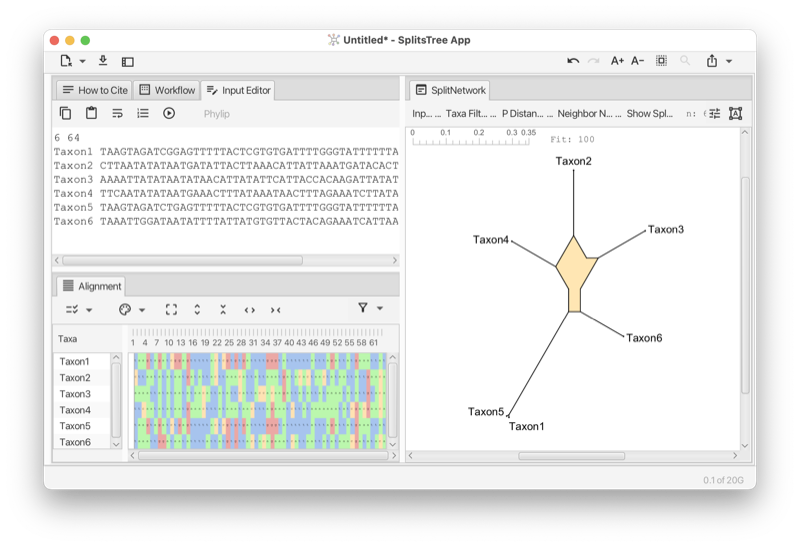 Untitled* - SplitsTree App
A+ A-
How to Cite Workflow Input Editor
Phylip
6 64
Taxon1 TAAGTAGATCGGAGTTTTTACTCGTGTGATTTTGGGTATTTTTTA
Taxon2 CTTAATATATAATGATATTACTTAAACATTATTAAATGATACACT
Taxon3 AAAATTATATAATATAACATTATATTCATTACCACAAGATTATAT
Taxon4 TTCAATATATAATGAAACTTTATAAATAACTTTAGAAATCTTATA
Taxon5 TAAGTAGATCTGAGTTTTTACTCGTGTGATTTTGGGTATTTTTTA
Taxon6 TAAATTGGATAATATTTTATTATGTGTTACTACAGAAATCATTAA
Alignment
Taxa
1 4 7 10 13 16 19 22 25 28 31 34 37 40 43 46 49 52 55 58 61
Taxon1
Taxon2
Taxon3
Taxon4
Taxon5
Taxon6
SplitNetwork
Inp... ... Taxa Filt... ... P Distan... ... Neighbor N... ... Show Spl... n:
0 0.1 0.2 0.3 0.35
Fit: 100
Taxon2
Taxon3
Taxon4
Taxon6
Taxon5
Taxon1
0.1 of 20G